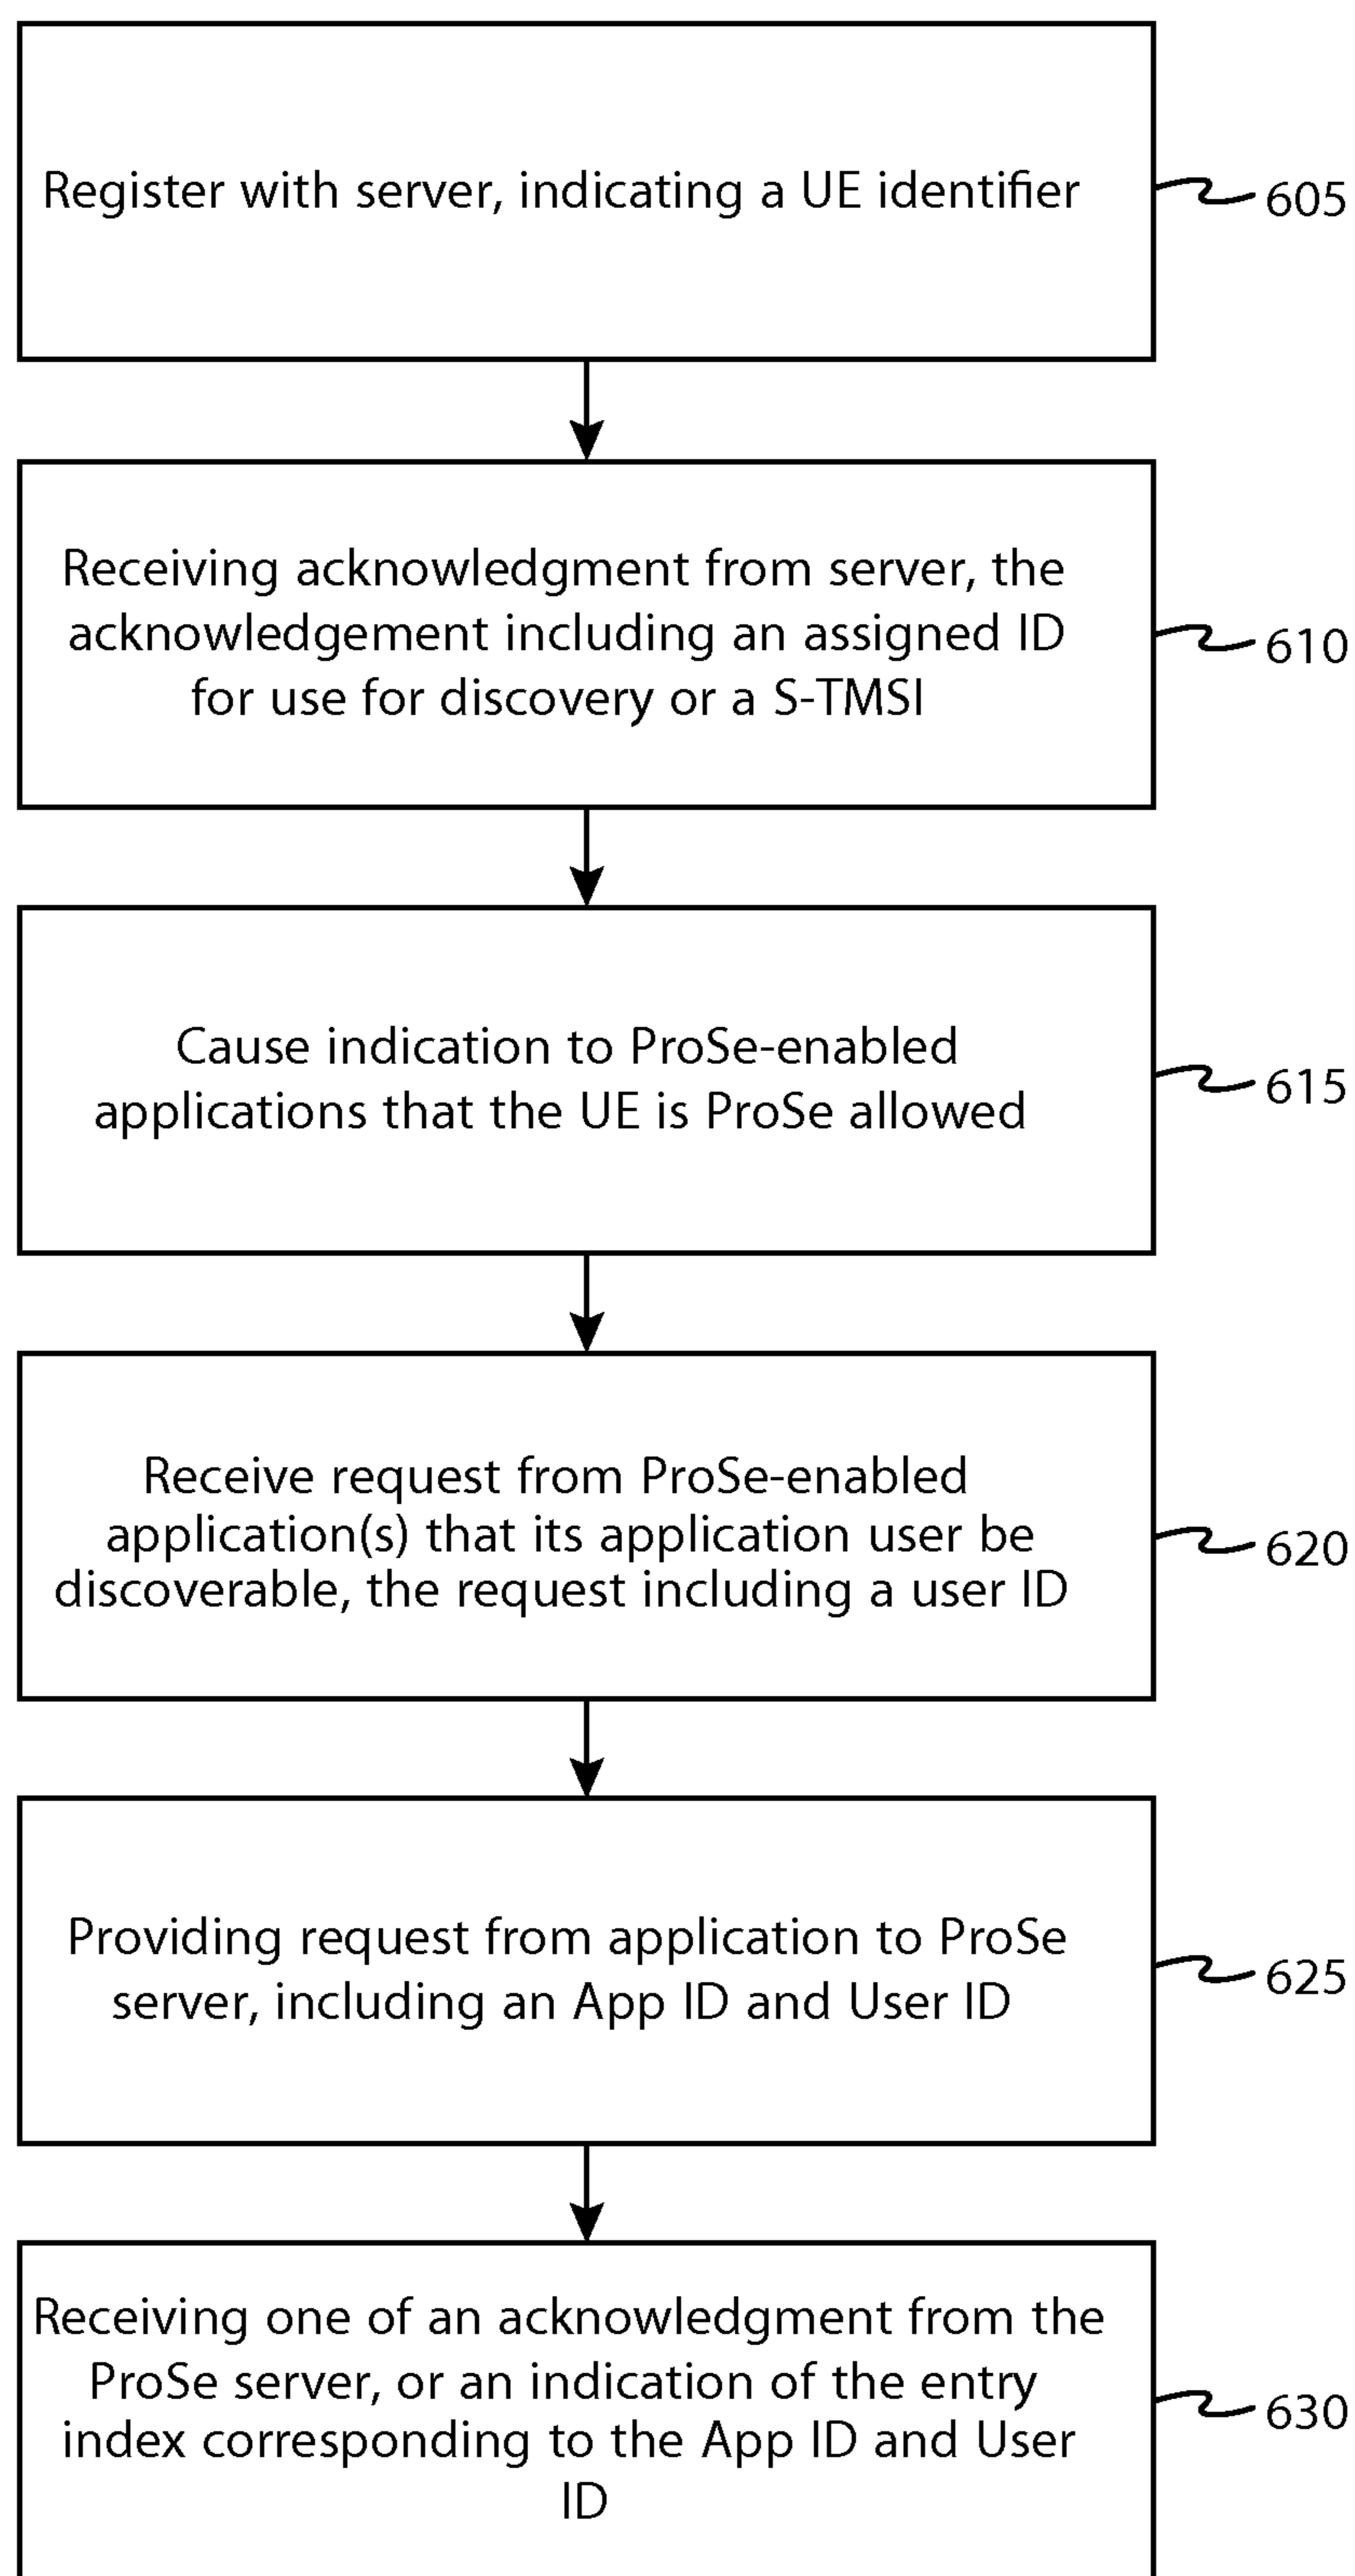 Register with server, indicating a UE identifier
605
Receiving acknowledgment from server, the
acknowledgement including an assigned ID
for use for discovery or a S-TMSI
610
Cause indication to ProSe-enabled
applications that the UE is ProSe allowed
615
Receive request from ProSe-enabled
application(s) that its application user be
discoverable, the request including a user ID
620
Providing request from application to ProSe
server, including an App ID and User ID
625
Receiving one of an acknowledgment from the
ProSe server, or an indication of the entry
index corresponding to the App ID and User
ID
630